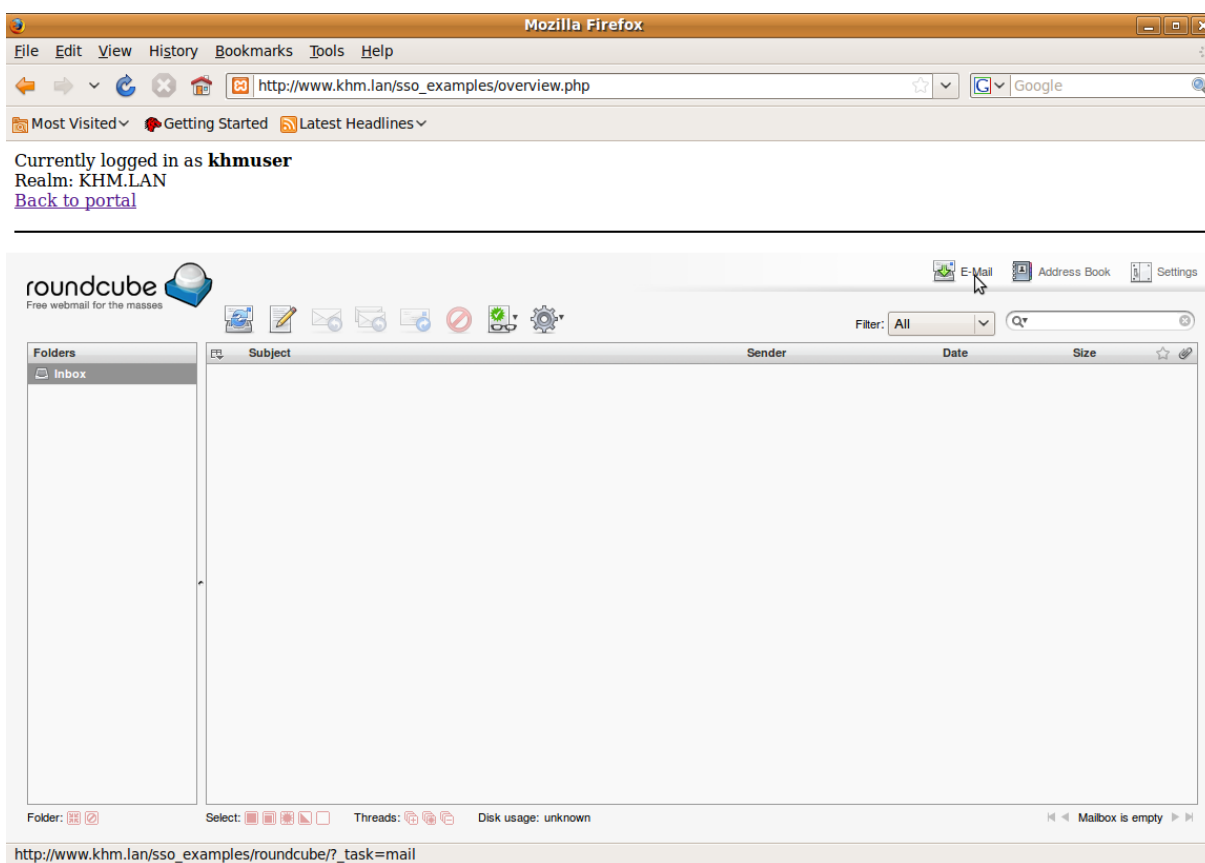 Mozilla Firefox
File Edit View History Bookmarks Tools Help
http://www.khm.lan/sso_examples/overview.php
G Google
Most Visited Getting Started Latest Headlines
Currently logged in as khmuser
Realm: KHM.LAN
Back to portal
roundcube
Free webmail for the masses
E-Mail Address Book Settings
Filter: All
Folders
Inbox
Subject Sender Date Size
Folder:
Select: Threads: Disk usage: unknown Mailbox is empty
http://www.khm.lan/sso_examples/roundcube/?_task=mail